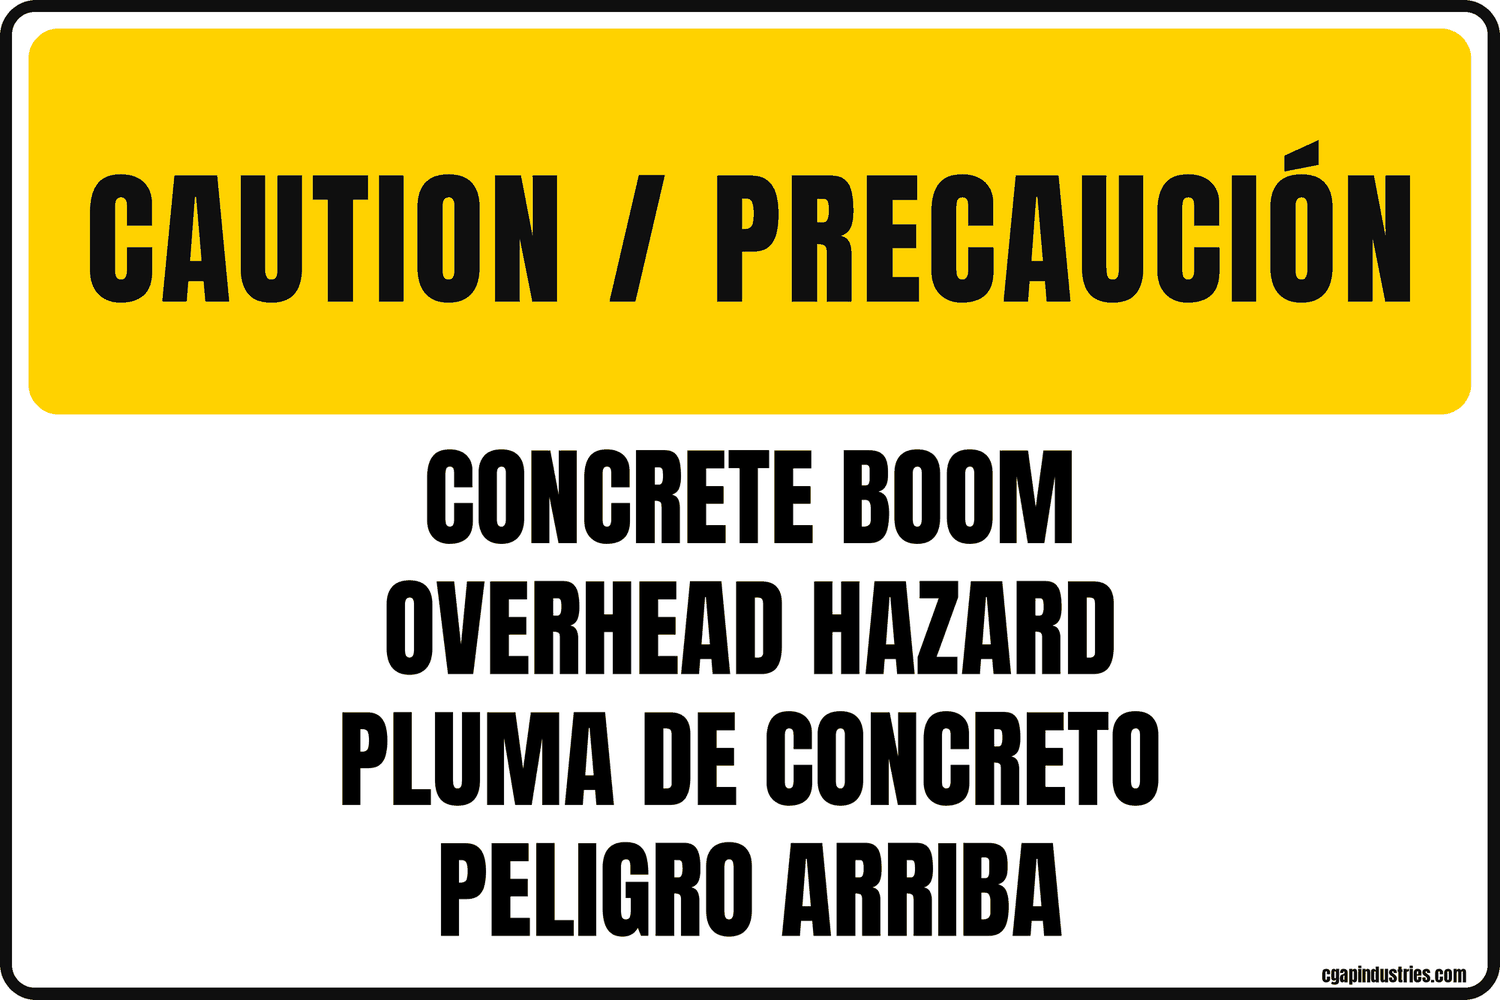 CAUTION / PRECAUCIÓN
CONCRETE BOOM
OVERHEAD HAZARD
PLUMA DE CONCRETO
PELIGRO ARRIBA
cgapindustries.com